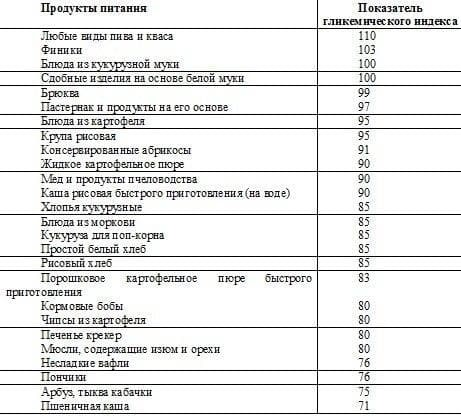 Продукты питания Показатель
гликемического индекса
Любые виды пива и кваса 110
Финики 103
Блюда из кукурузной муки 100
Сдобные изделия на основе белой муки 100
Брюква 99
Пастернак и продукты на его основе 97
Блюда из картофеля 95
Крупа рисовая 95
Консервированные абрикосы 91
Жидкое картофельное пюре 90
Мед и продукты пчеловодства 90
Каша рисовая быстрого приготовления (на воде) 90
Хлопья кукурузные 85
Блюда из моркови 85
Кукуруза для поп-корна 85
Простой белый хлеб 85
Рисовый хлеб 85
Порошковое картофельное пюре быстрого 83
приготовления
Кормовые бобы 80
Чипсы из картофеля 80
Печенье крекер 80
Мюсли, содержащие изюм и орехи 80
Несладкие вафли 76
Пончики 76
Арбуз, тыква кабачки 75
Пшеничная каша 71